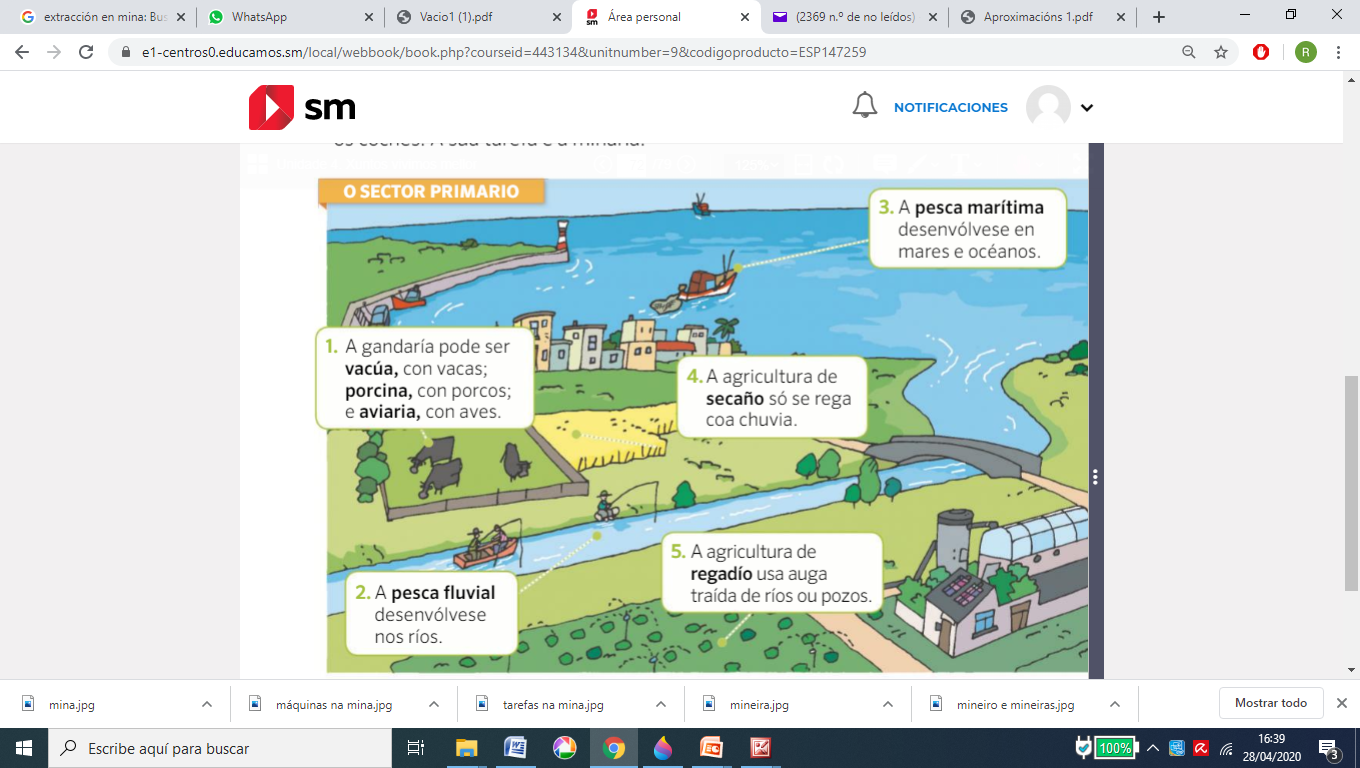 extracción en mina: Bus
WhatsApp
Vacio1 (1).pdf
Área personal
(2369 n.º de no leídos)
Aproximacións 1.pdf
e1-centros0.educamos.sm/local/webbook/book.php?courseid=443134&unitnumber=9&codigoproducto=ESP147259
R
sm
NOTIFICACIONES
O SECTOR PRIMARIO
3. A pesca marítima
desenvólvese en
mares e océanos.
1. A gandaría pode ser
vacúa, con vacas;
porcina, con porcos;
e aviaria, con aves.
4. A agricultura de
secaño só se rega
coa chuvia.
5. A agricultura de
regadío usa auga
traída de ríos ou pozos.
2. A pesca fluvial
desenvólvese
nos ríos.
mina.jpg
máquinas na mina.jpg
tarefas na mina.jpg
mineira.jpg
mineiro e mineiras.jpg
Mostrar todo
Escribe aquí para buscar
100%
16:39
28/04/2020
3